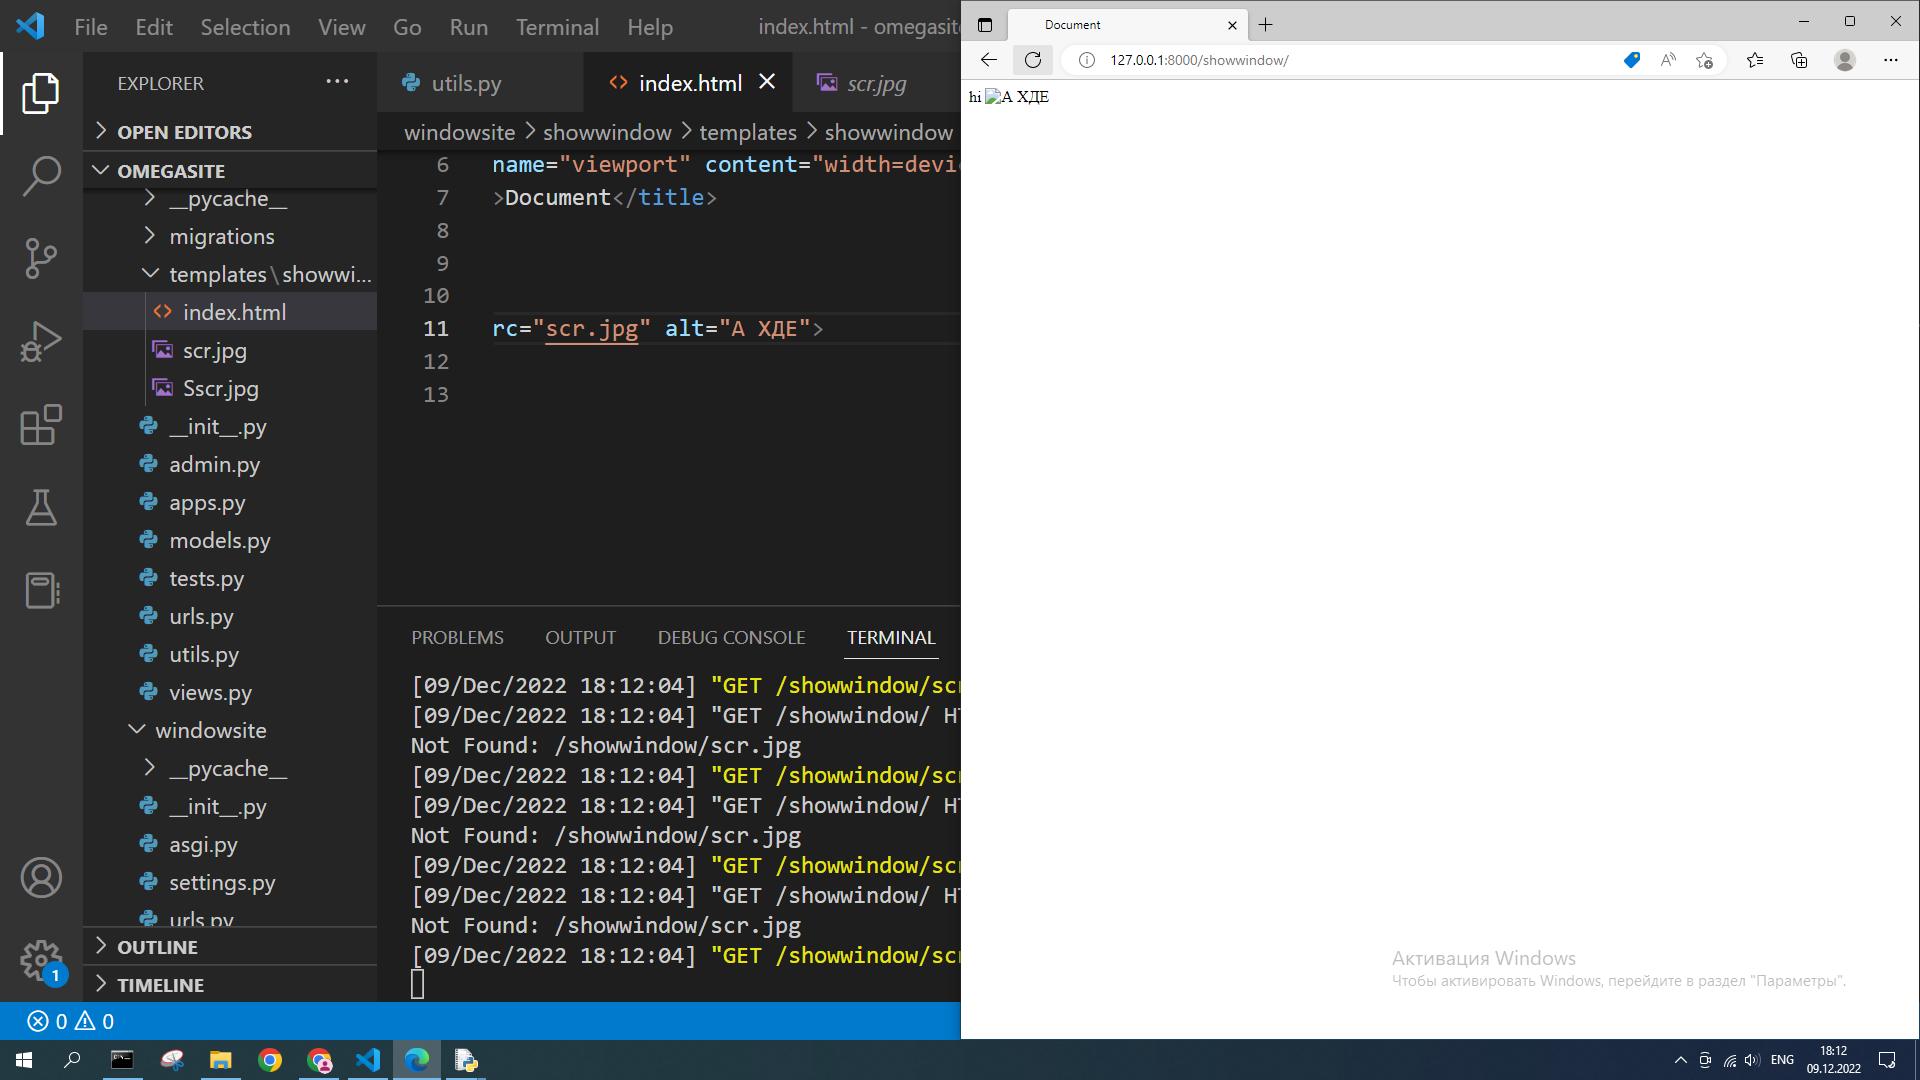 File Edit Selection View Go Run Terminal Help
index.html - omegasit
EXPLORER
OPEN EDITORS
OMEGASITE
__pycache__
migrations
templates\showwi...
index.html
scr.jpg
Sscr.jpg
__init__.py
admin.py
apps.py
models.py
tests.py
urls.py
utils.py
views.py
windowsite
__pycache__
__init__.py
asgi.py
settings.py
urls.py
OUTLINE
TIMELINE
1
0 0
utils.py
index.html
scr.jpg
windowsite > showwindow > templates > showwindow
6 name="viewport" content="width=devi
7 >Document</title>
8
9
10
11 rc="scr.jpg" alt="А ХДЕ">
12
13
PROBLEMS OUTPUT DEBUG CONSOLE TERMINAL
[09/Dec/2022 18:12:04] "GET /showwindow/scr
[09/Dec/2022 18:12:04] "GET /showwindow/ HT
Not Found: /showwindow/scr.jpg
[09/Dec/2022 18:12:04] "GET /showwindow/scr
[09/Dec/2022 18:12:04] "GET /showwindow/ HT
Not Found: /showwindow/scr.jpg
[09/Dec/2022 18:12:04] "GET /showwindow/scr
[09/Dec/2022 18:12:04] "GET /showwindow/ HT
Not Found: /showwindow/scr.jpg
[09/Dec/2022 18:12:04] "GET /showwindow/scr
Document
127.0.0.1:8000/showwindow/
hi А ХДЕ
Активация Windows
Чтобы активировать Windows, перейдите в раздел "Параметры".
ENG
18:12
09.12.2022